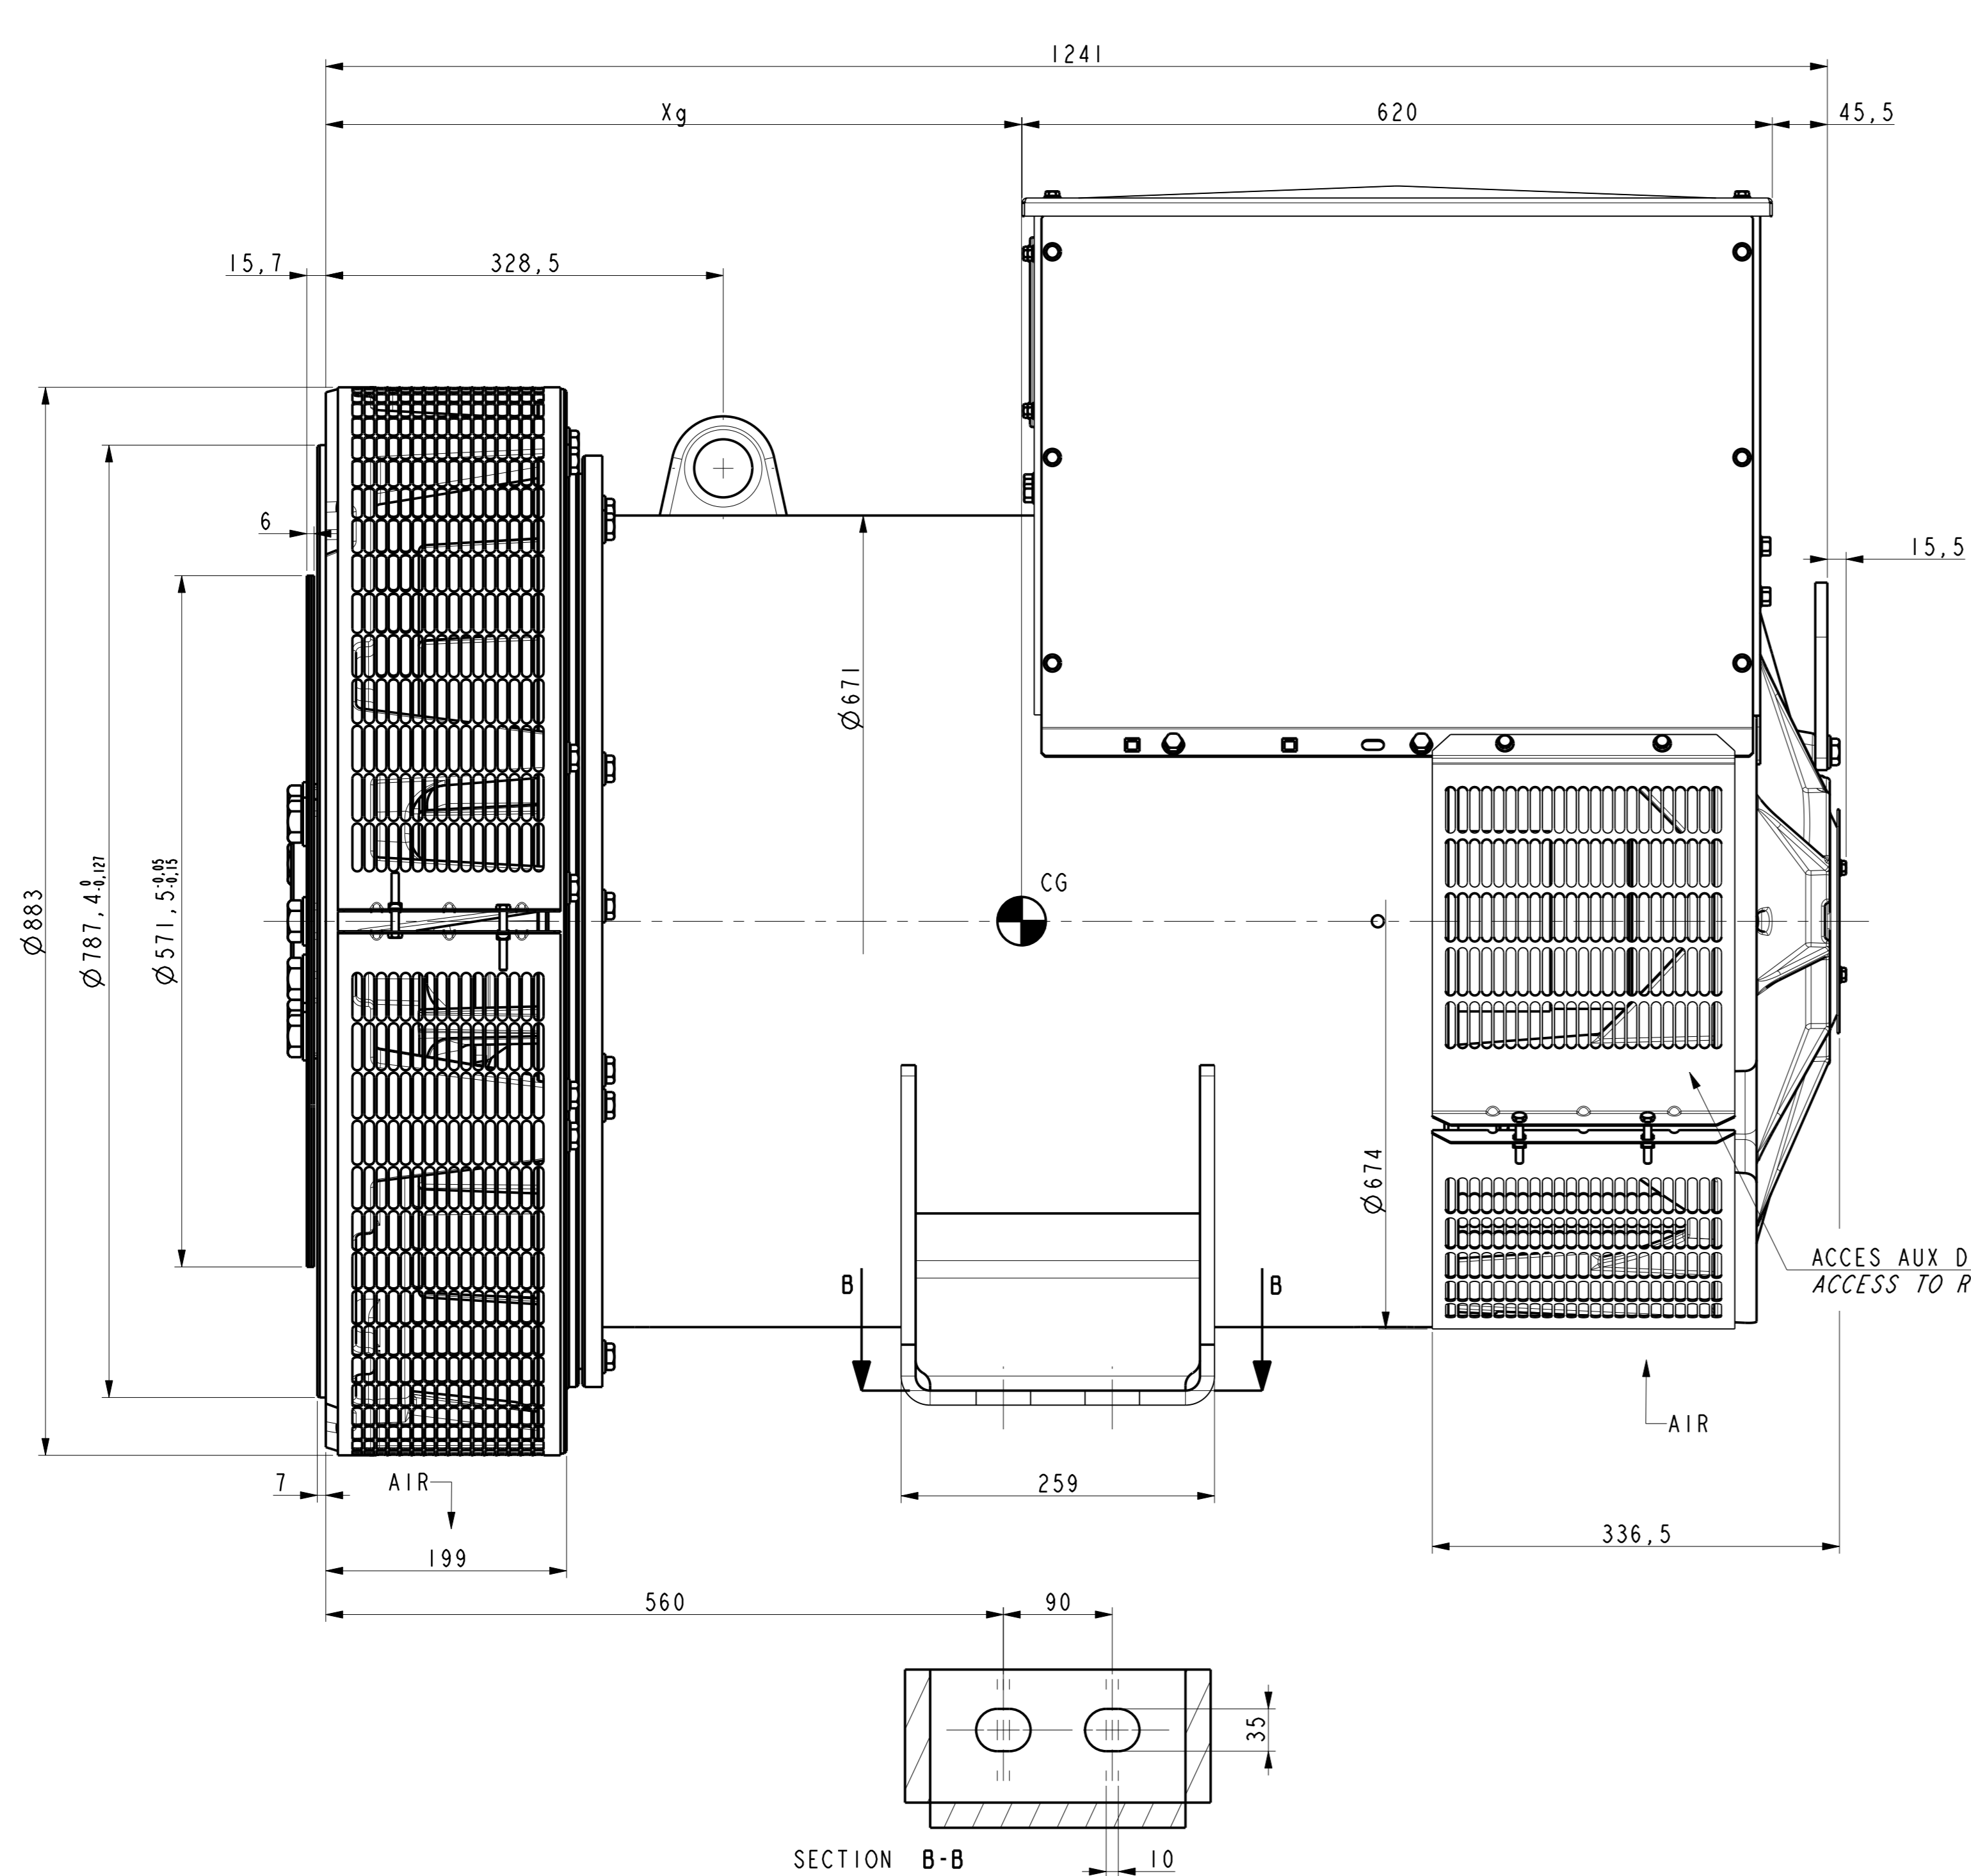 1241
Xg
620
45,5
15,7
328,5
6
15,5
Ø671
CG
Ø883
Ø787,4 0 -0,127
Ø571,5 -0,05 -0,15
Ø674
B
B
ACCES AUX D
ACCESS TO R
AIR
7
AIR
259
199
336,5
560
90
35
SECTION B-B
10